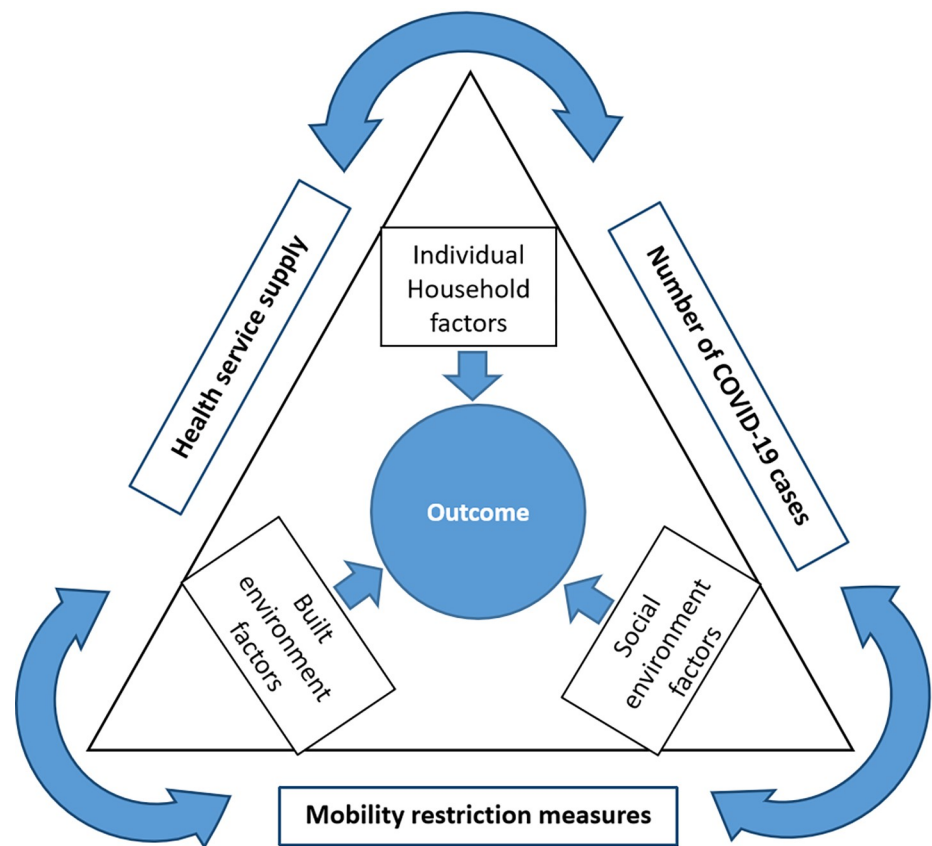 Individual
Household
factors
Health service supply
Number of COVID-19 cases
Outcome
Built
environment
factors
Social
environment
factors
Mobility restriction measures